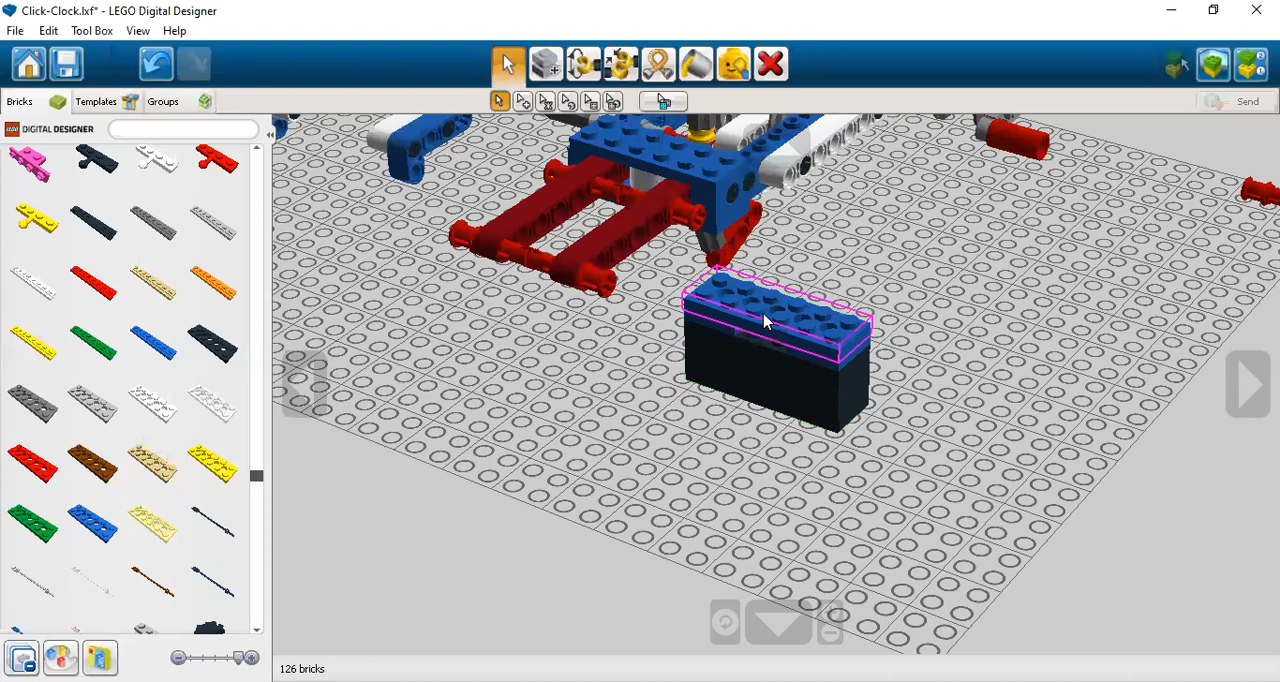 Click-Clock.lxf* - LEGO Digital Designer
File Edit Tool Box View Help
Bricks Templates Groups
Send
LEGO DIGITAL DESIGNER
126 bricks